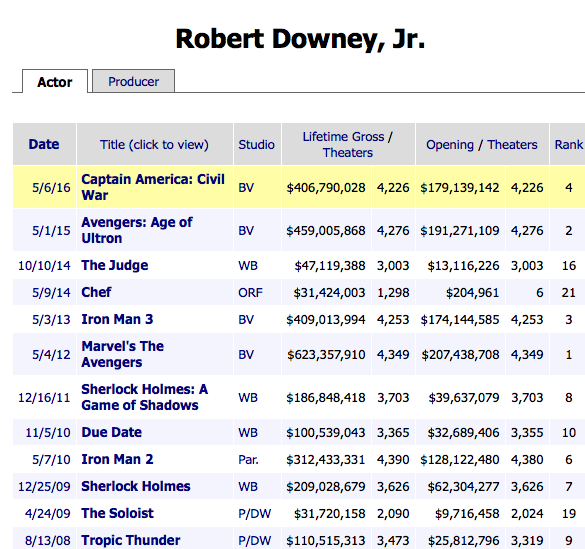 Robert Downey, Jr.
Actor Producer
Date Title (click to view) Studio Lifetime Gross / Theaters Opening / Theaters Rank
5/6/16 Captain America: Civil War BV $406,790,028 4,226 $179,139,142 4,226 4
5/1/15 Avengers: Age of Ultron BV $459,005,868 4,276 $191,271,109 4,276 2
10/10/14 The Judge WB $47,119,388 3,003 $13,116,226 3,003 16
5/9/14 Chef ORF $31,424,003 1,298 $204,961 6 21
5/3/13 Iron Man 3 BV $409,013,994 4,253 $174,144,585 4,253 3
5/4/12 Marvel's The Avengers BV $623,357,910 4,349 $207,438,708 4,349 1
12/16/11 Sherlock Holmes: A Game of Shadows WB $186,848,418 3,703 $39,637,079 3,703 8
11/5/10 Due Date WB $100,539,043 3,365 $32,689,406 3,355 10
5/7/10 Iron Man 2 Par. $312,433,331 4,390 $128,122,480 4,380 6
12/25/09 Sherlock Holmes WB $209,028,679 3,626 $62,304,277 3,626 7
4/24/09 The Soloist P/DW $31,720,158 2,090 $9,716,458 2,024 19
8/13/08 Tropic Thunder P/DW $110,515,313 3,473 $25,812,796 3,319 9